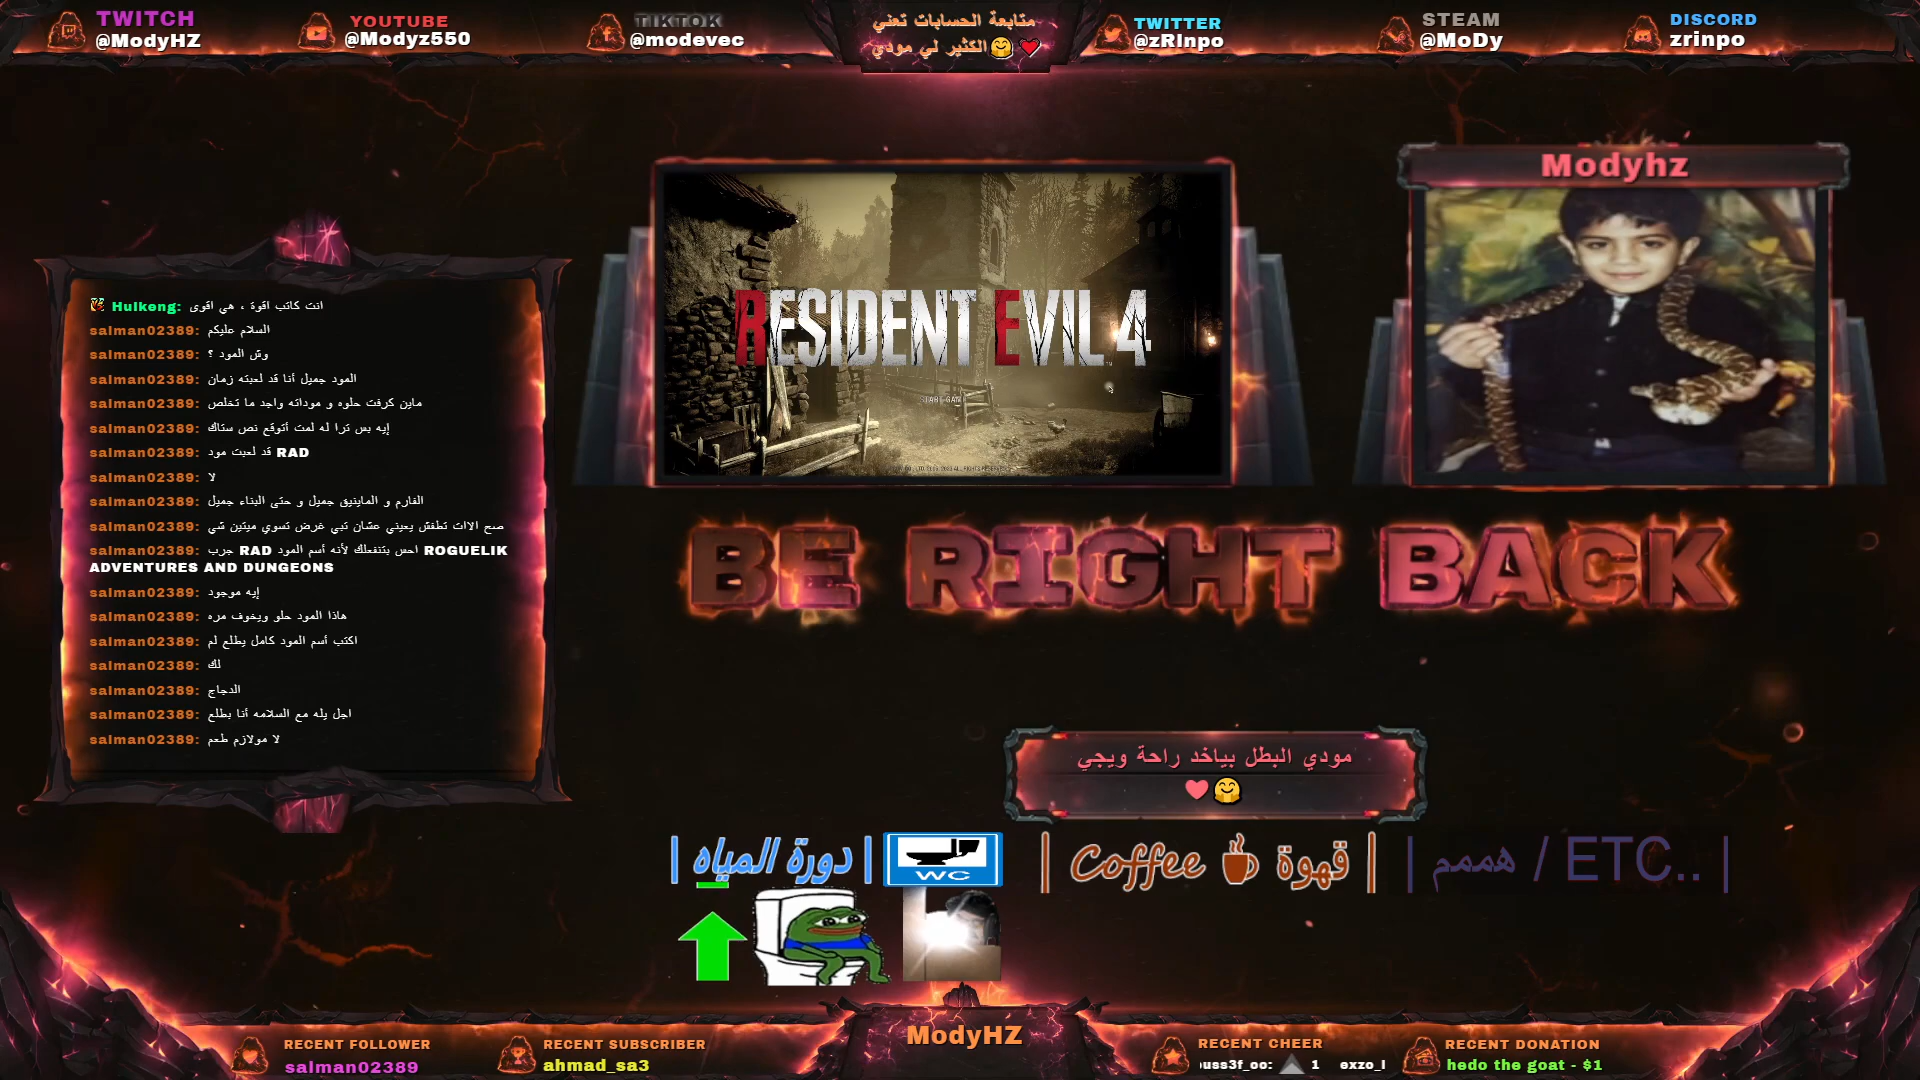 TWITCH
@ModyHZ
YOUTUBE
@Modyz550
TIKTOK
@modevec
متابعة الحسابات تعني
الكثير لي مودي🤗❤
TWITTER
@zRInpo
STEAM
@MoDy
DISCORD
zrinpo
Hulkeng: انت كاتب اقوة ، هي اقوى
salman02389: السلام عليكم
salman02389: وش المود ؟
salman02389: المود جميل أنا قد لعبته زمان
salman02389: ماين كرفت حلوه و موداته واجد ما تخلص
salman02389: إيه بس ترا له لمت أتوقع نص ستاك
salman02389: قد لعبت مود RAD
salman02389: لا
salman02389: الفارم و الماينيق جميل و حتى البناء جميل
salman02389: صح الاات تطفش يعيني عشان تبي غرض تسوي ميتين شي
salman02389: جرب RAD احس بتنفعلك لأنه أسم المود ROGUELIK
ADVENTURES AND DUNGEONS
salman02389: إيه موجود
salman02389: هاذا المود حلو ويخوف مره
salman02389: اكتب أسم المود كامل يطلع لم
salman02389: لك
salman02389: الدجاج
salman02389: اجل يله مع السلامه أنا بطلع
salman02389: لا مولازم طعم
RESIDENT EVIL 4
START GAME
Modyhz
BE RIGHT BACK
مودي البطل بياخد راحة ويجي
❤🤗
| دورة المياه |
WC
| Coffee قهوة |
| هممم / ETC.. |
ModyHZ
RECENT FOLLOWER
salman02389
RECENT SUBSCRIBER
ahmad_sa3
RECENT CHEER
uss3f_oo: 1 exzo_l
RECENT DONATION
hedo the goat - $1